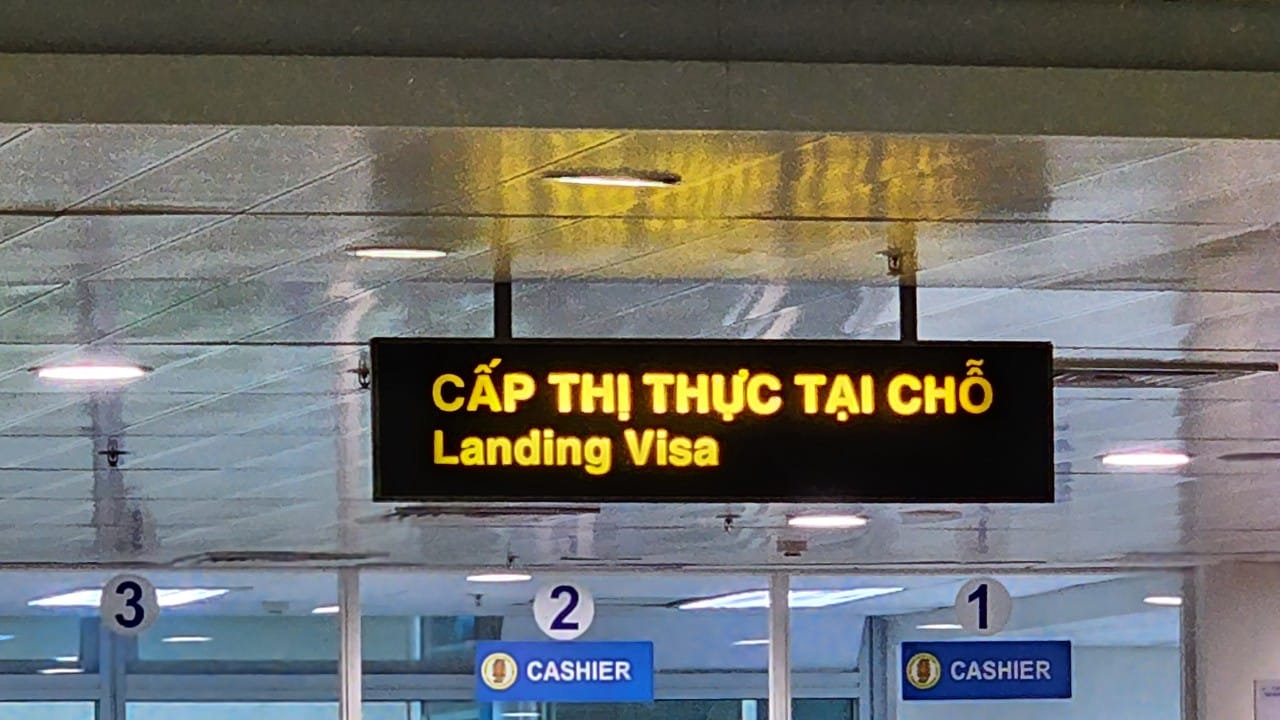 CẤP THỊ THỰC TẠI CHỖ
Landing Visa
3
2
1
CASHIER
CASHIER